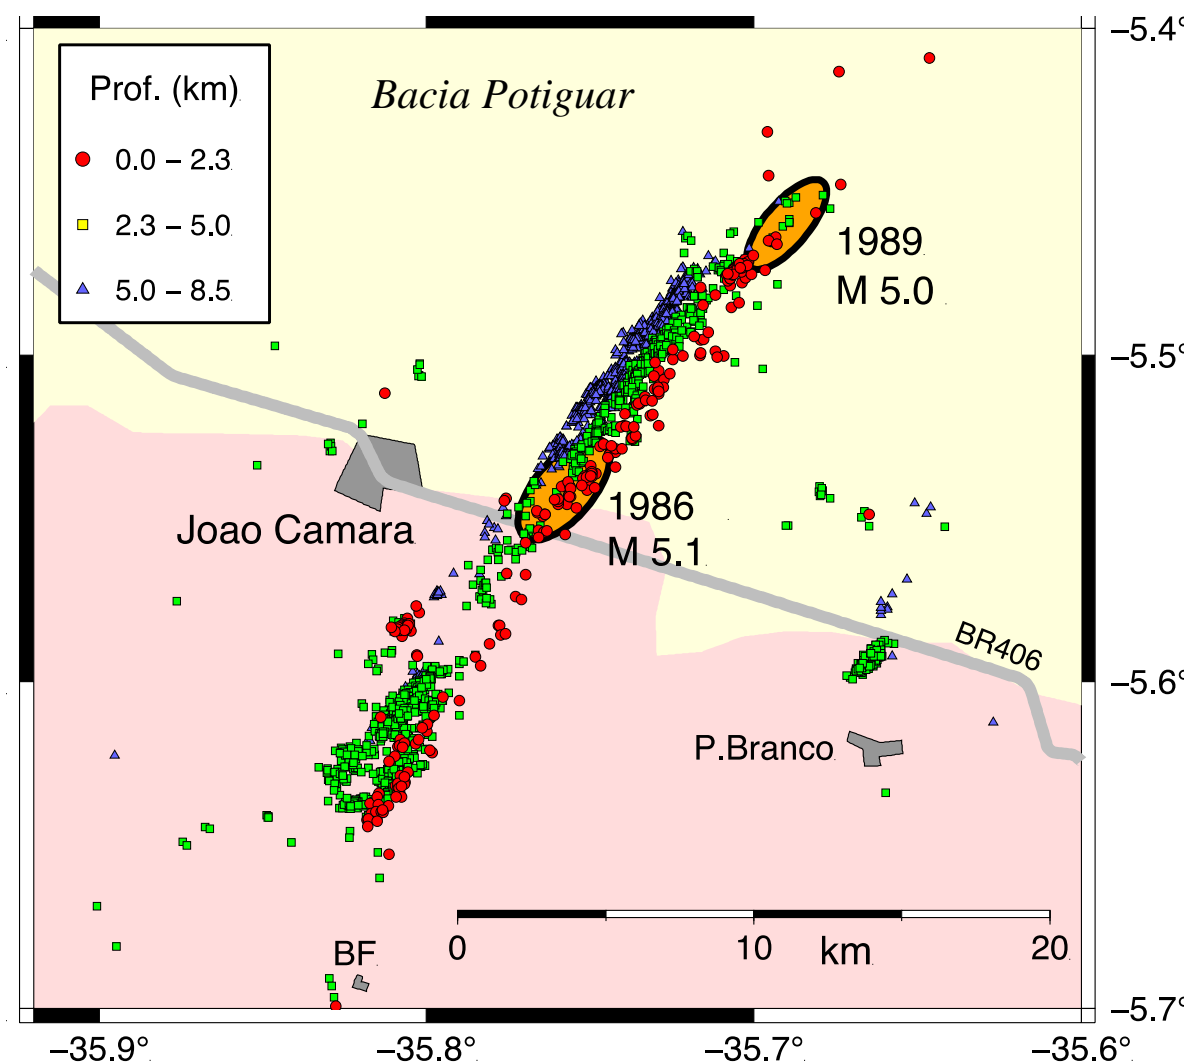 −5.4°
Prof. (km)
Bacia Potiguar
0.0 − 2.3
2.3 − 5.0
1989
5.0 − 8.5
M 5.0
−5.5°
1986
Joao Camara
M 5.1
BR406
−5.6°
P.Branco
BF
0
10
km
20
−5.7°
−35.9°
−35.8°
−35.7°
−35.6°